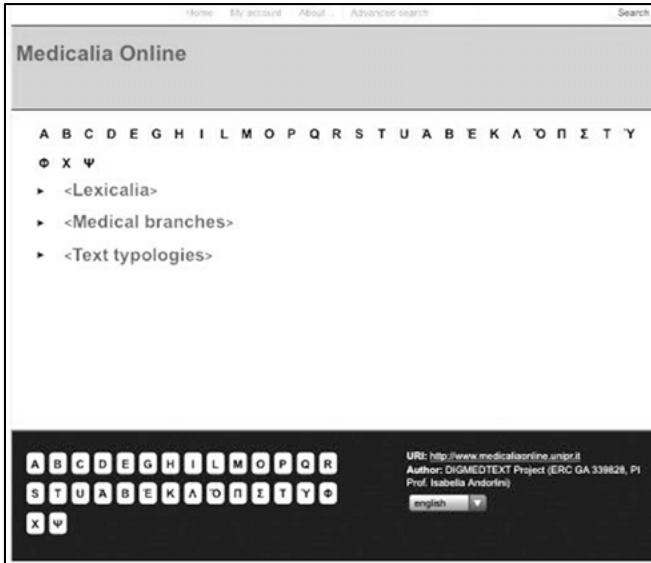 Home My account About... Advanced search Search
Medicalia Online
A B C D E G H I L M O P Q R S T U Ά Β Έ Κ Λ Ό Π Σ Τ Ύ
Φ Χ Ψ
► <Lexicalia>
► <Medical branches>
► <Text typologies>
A B C D E G H I L M O P Q R
S T U Ά Β Έ Κ Λ Ό Π Σ Τ Ύ Φ
Χ Ψ
URI: http://www.medicaliaonline.unipr.it
Author: DIGMEDTEXT Project (ERC GA 339828, PI
Prof. Isabella Andorlini)
english